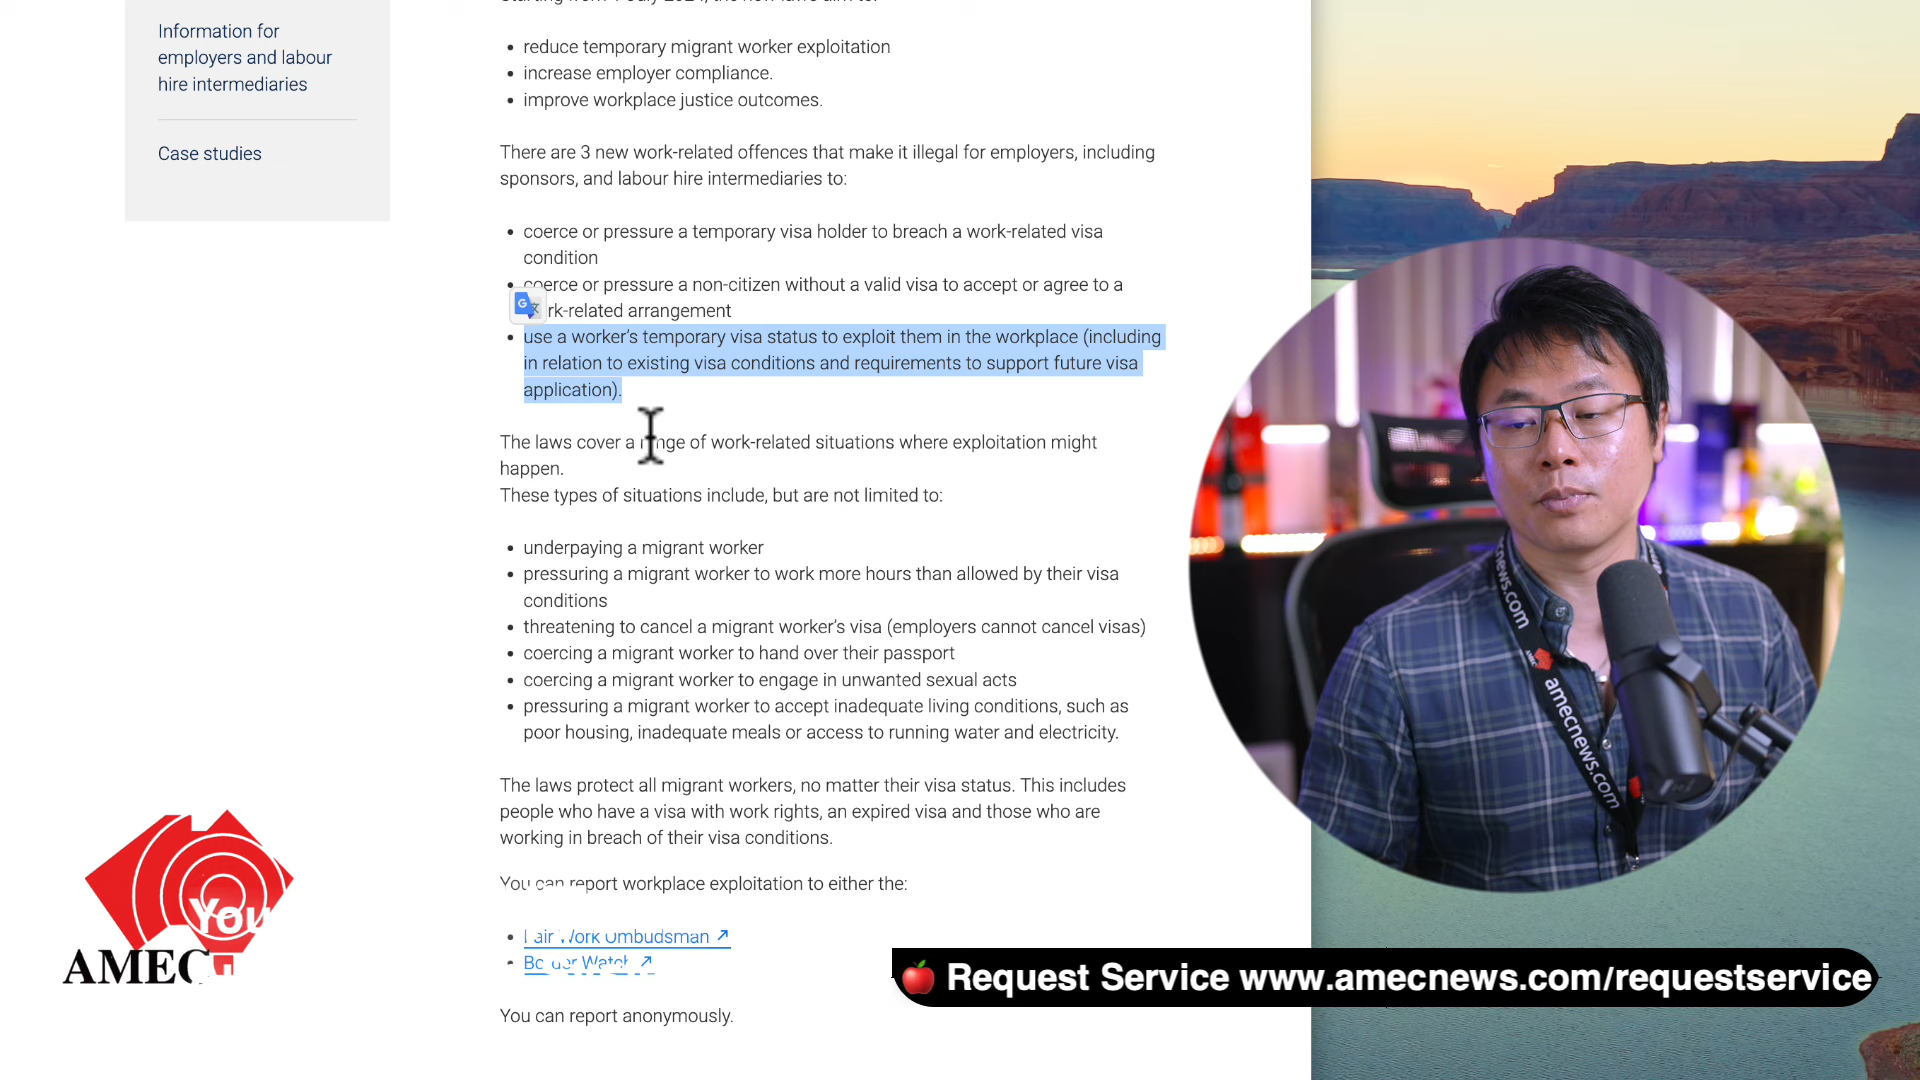 Information for
employers and labour
hire intermediaries
Case studies
reduce temporary migrant worker exploitation
increase employer compliance.
improve workplace justice outcomes.
There are 3 new work-related offences that make it illegal for employers, including
sponsors, and labour hire intermediaries to:
coerce or pressure a temporary visa holder to breach a work-related visa
condition
coerce or pressure a non-citizen without a valid visa to accept or agree to a
rk-related arrangement
use a worker’s temporary visa status to exploit them in the workplace (including
in relation to existing visa conditions and requirements to support future visa
application).
The laws cover a range of work-related situations where exploitation might
happen.
These types of situations include, but are not limited to:
underpaying a migrant worker
pressuring a migrant worker to work more hours than allowed by their visa
conditions
threatening to cancel a migrant worker’s visa (employers cannot cancel visas)
coercing a migrant worker to hand over their passport
coercing a migrant worker to engage in unwanted sexual acts
pressuring a migrant worker to accept inadequate living conditions, such as
poor housing, inadequate meals or access to running water and electricity.
The laws protect all migrant workers, no matter their visa status. This includes
people who have a visa with work rights, an expired visa and those who are
working in breach of their visa conditions.
You can report workplace exploitation to either the:
Fair Work Ombudsman
Border Watch
You can report anonymously.
You
AMEC
Request Service www.amecnews.com/requestservice
s.com
amecnews.com